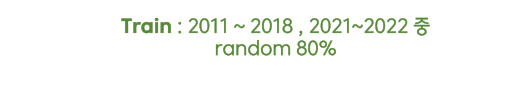 Train : 2011 ~ 2018 , 2021~2022 중
random 80%